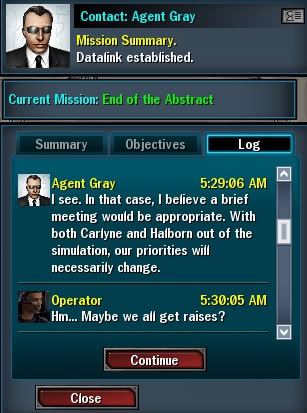 Contact: Agent Gray
Mission Summary.
Datalink established.
Current Mission: End of the Abstract
Summary Objectives Log
Agent Gray 5:29:06 AM
I see. In that case, I believe a brief
meeting would be appropriate. With
both Carlyne and Halborn out of the
simulation, our priorities will
necessarily change.
Operator 5:30:05 AM
Hm... Maybe we all get raises?
Continue
Close